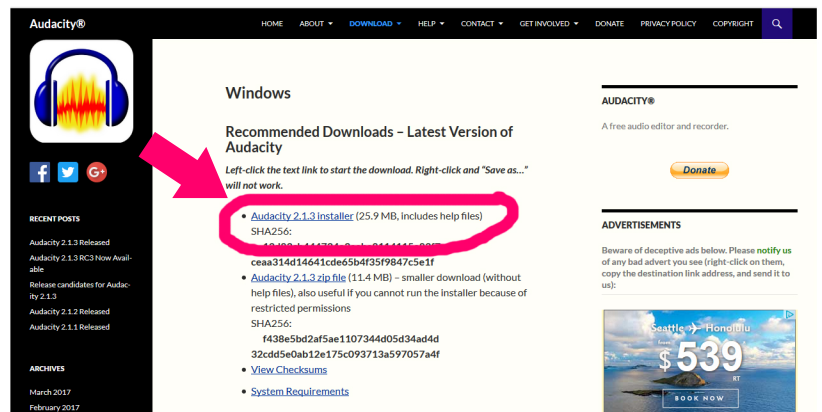 Audacity®
HOME ABOUT DOWNLOAD HELP CONTACT GET INVOLVED DONATE PRIVACY POLICY COPYRIGHT
RECENT POSTS
Audacity 2.1.3 Released
Audacity 2.1.3 RC3 Now Avail-
able
Release candidates for Audac-
ity 2.1.3
Audacity 2.1.2 Released
Audacity 2.1.1 Released
ARCHIVES
March 2017
February 2017
Windows
Recommended Downloads – Latest Version of
Audacity
Left-click the text link to start the download. Right-click and "Save as..."
will not work.
Audacity 2.1.3 installer (25.9 MB, includes help files)
SHA256:
ceaa314d14641cde65b4f35f9847c5e1f
Audacity 2.1.3 zip file (11.4 MB) – smaller download (without
help files), also useful if you cannot run the installer because of
restricted permissions
SHA256:
f438e5bd2af5ae1107344d05d34ad4d
32cdd5e0ab12e175c093713a597057a4f
View Checksums
System Requirements
AUDACITY®
A free audio editor and recorder.
Donate
ADVERTISEMENTS
Beware of deceptive ads below. Please notify us
of any bad advert you see (right-click on them,
copy the destination link address, and send it to
us):
Seattle Honolulu
from
$539
RT
BOOK NOW